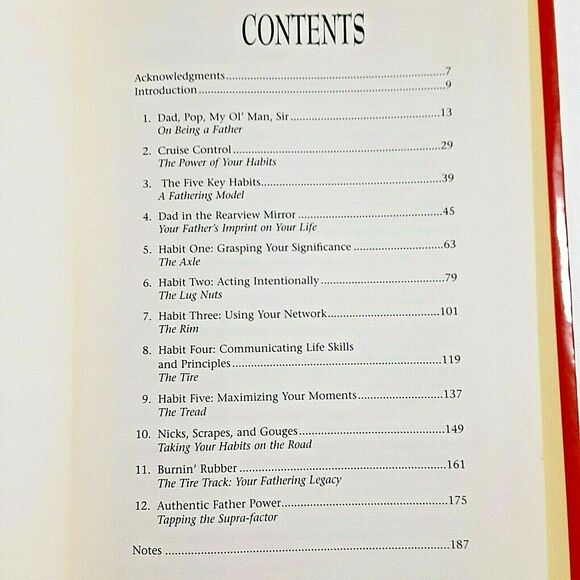 CONTENTS
Acknowledgments..................................................................7
Introduction..........................................................................9
1. Dad, Pop, My Ol' Man, Sir.............................................13
On Being a Father
2. Cruise Control..............................................................29
The Power of Your Habits
3. The Five Key Habits......................................................39
A Fathering Model
4. Dad in the Rearview Mirror...........................................45
Your Father's Imprint on Your Life
5. Habit One: Grasping Your Significance..........................63
The Axle
6. Habit Two: Acting Intentionally....................................79
The Lug Nuts
7. Habit Three: Using Your Network................................101
The Rim
8. Habit Four: Communicating Life Skills
and Principles.............................................................119
The Tire
9. Habit Five: Maximizing Your Moments........................137
The Tread
10. Nicks, Scrapes, and Gouges.........................................149
Taking Your Habits on the Road
11. Burnin' Rubber...........................................................161
The Tire Track: Your Fathering Legacy
12. Authentic Father Power...............................................175
Tapping the Supra-factor
Notes................................................................................187